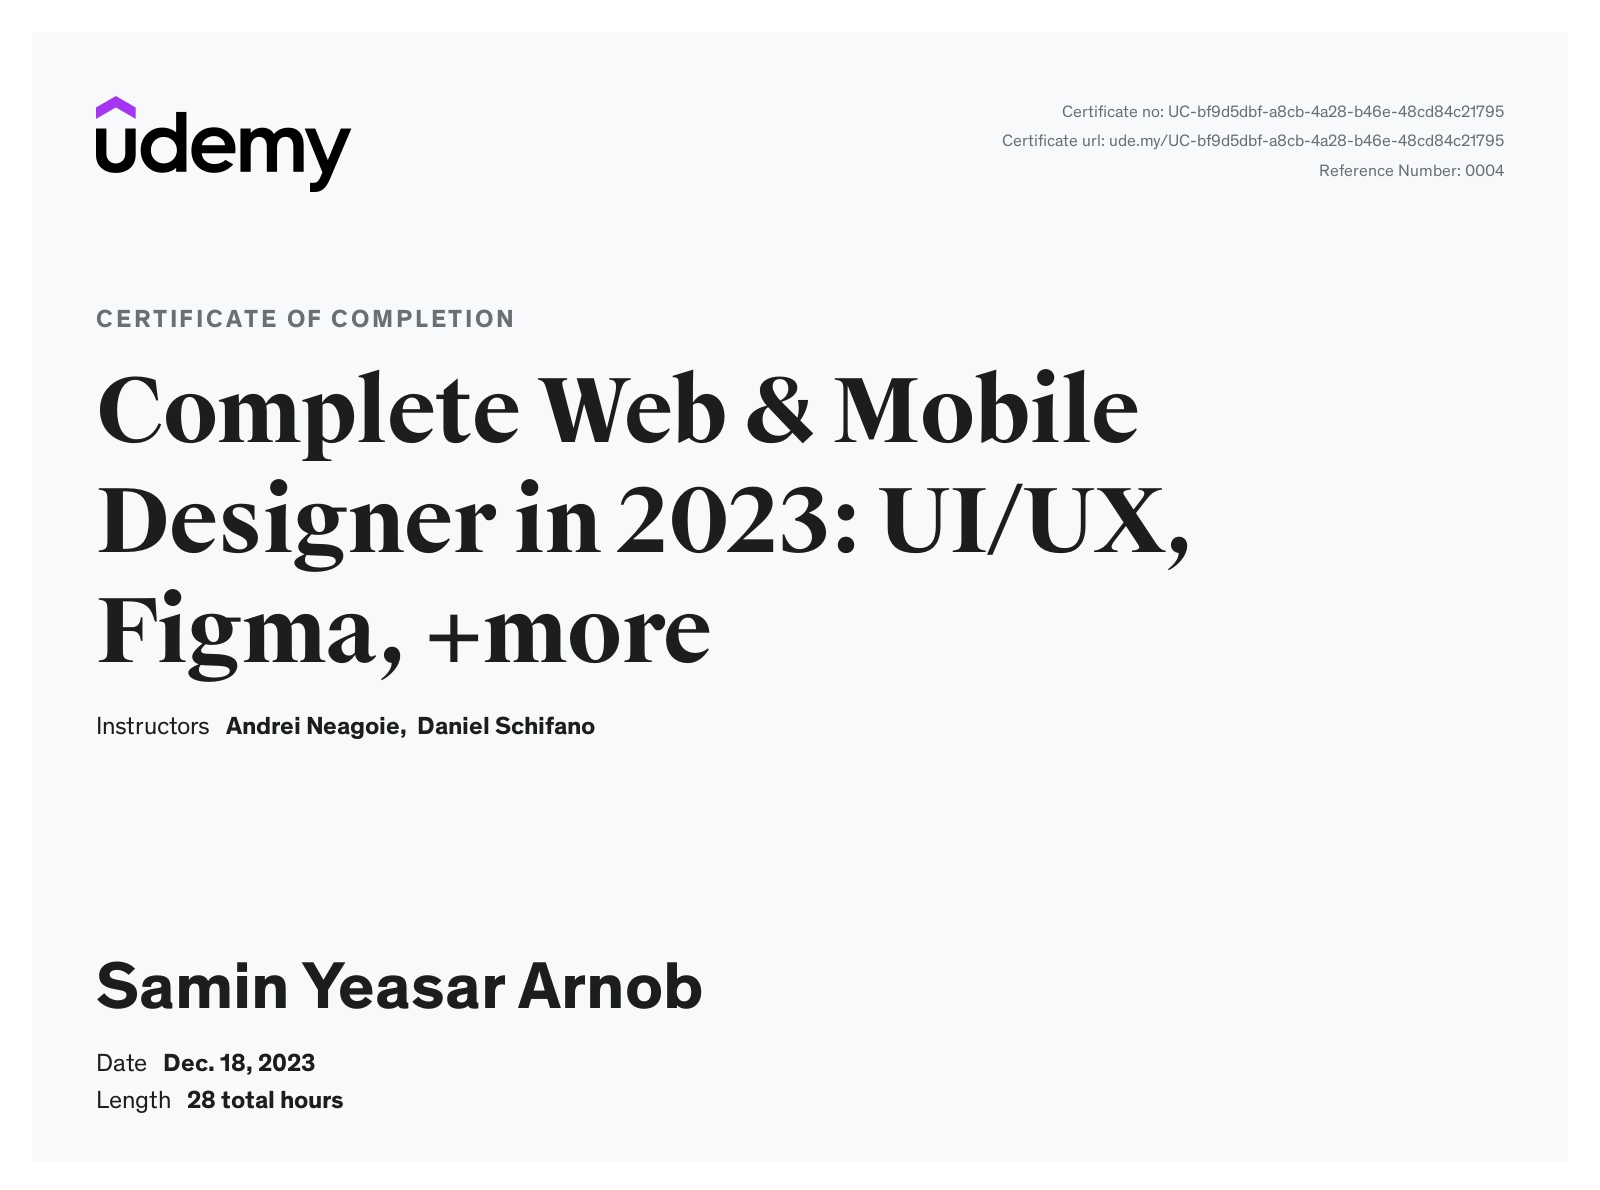 udemy
Certificate no: UC-bf9d5dbf-a8cb-4a28-b46e-48cd84c21795
Certificate url: ude.my/UC-bf9d5dbf-a8cb-4a28-b46e-48cd84c21795
Reference Number: 0004
CERTIFICATE OF COMPLETION
Complete Web & Mobile
Designer in 2023: UI/UX,
Figma, +more
Instructors Andrei Neagoie, Daniel Schifano
Samin Yeasar Arnob
Date Dec. 18, 2023
Length 28 total hours